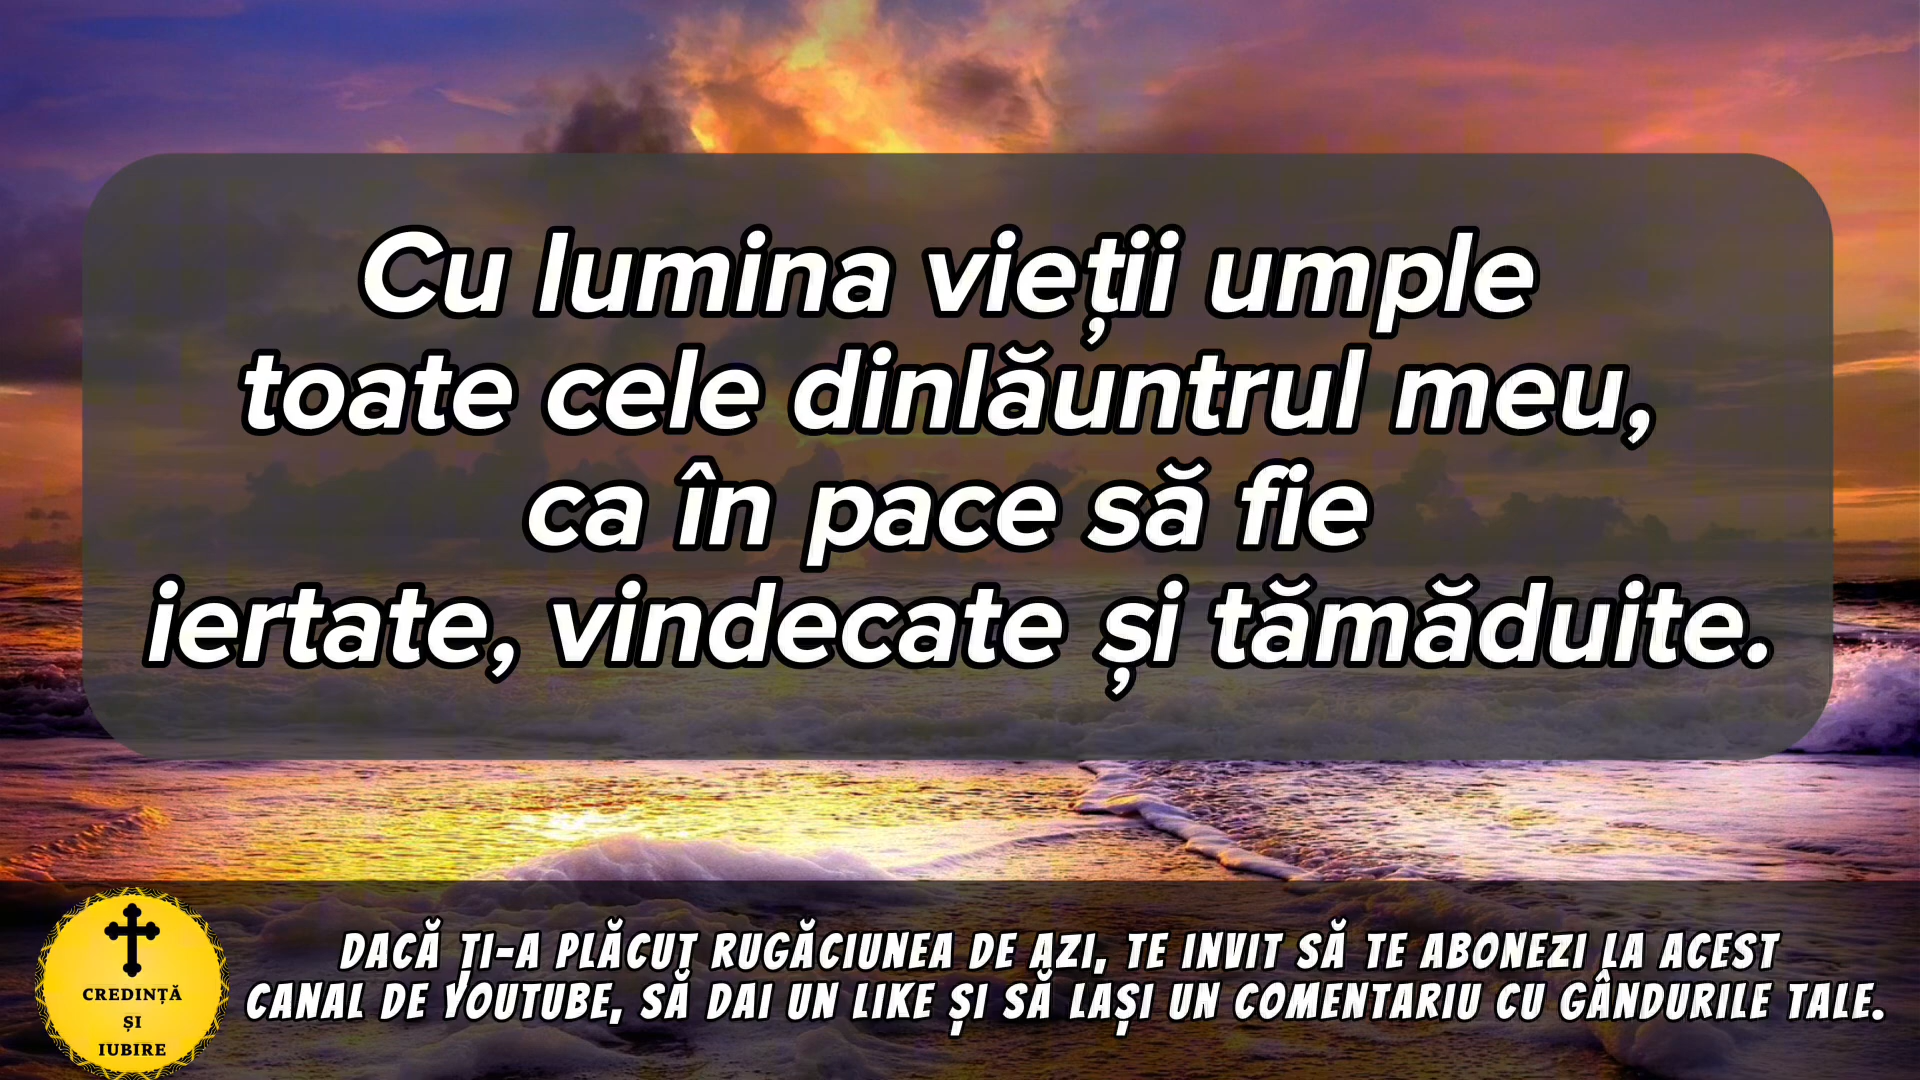 Cu lumina vieții umple
toate cele dinlăuntrul meu,
ca în pace să fie
iertate, vindecate și tămăduite.
DACĂ ȚI-A PLĂCUT RUGĂCIUNEA DE AZI, TE INVIT SĂ TE ABONEZI LA ACEST
CANAL DE YOUTUBE, SĂ DAI UN LIKE ȘI SĂ LAȘI UN COMENTARIU CU GÂNDURILE TALE.
CREDINȚĂ
ȘI
IUBIRE